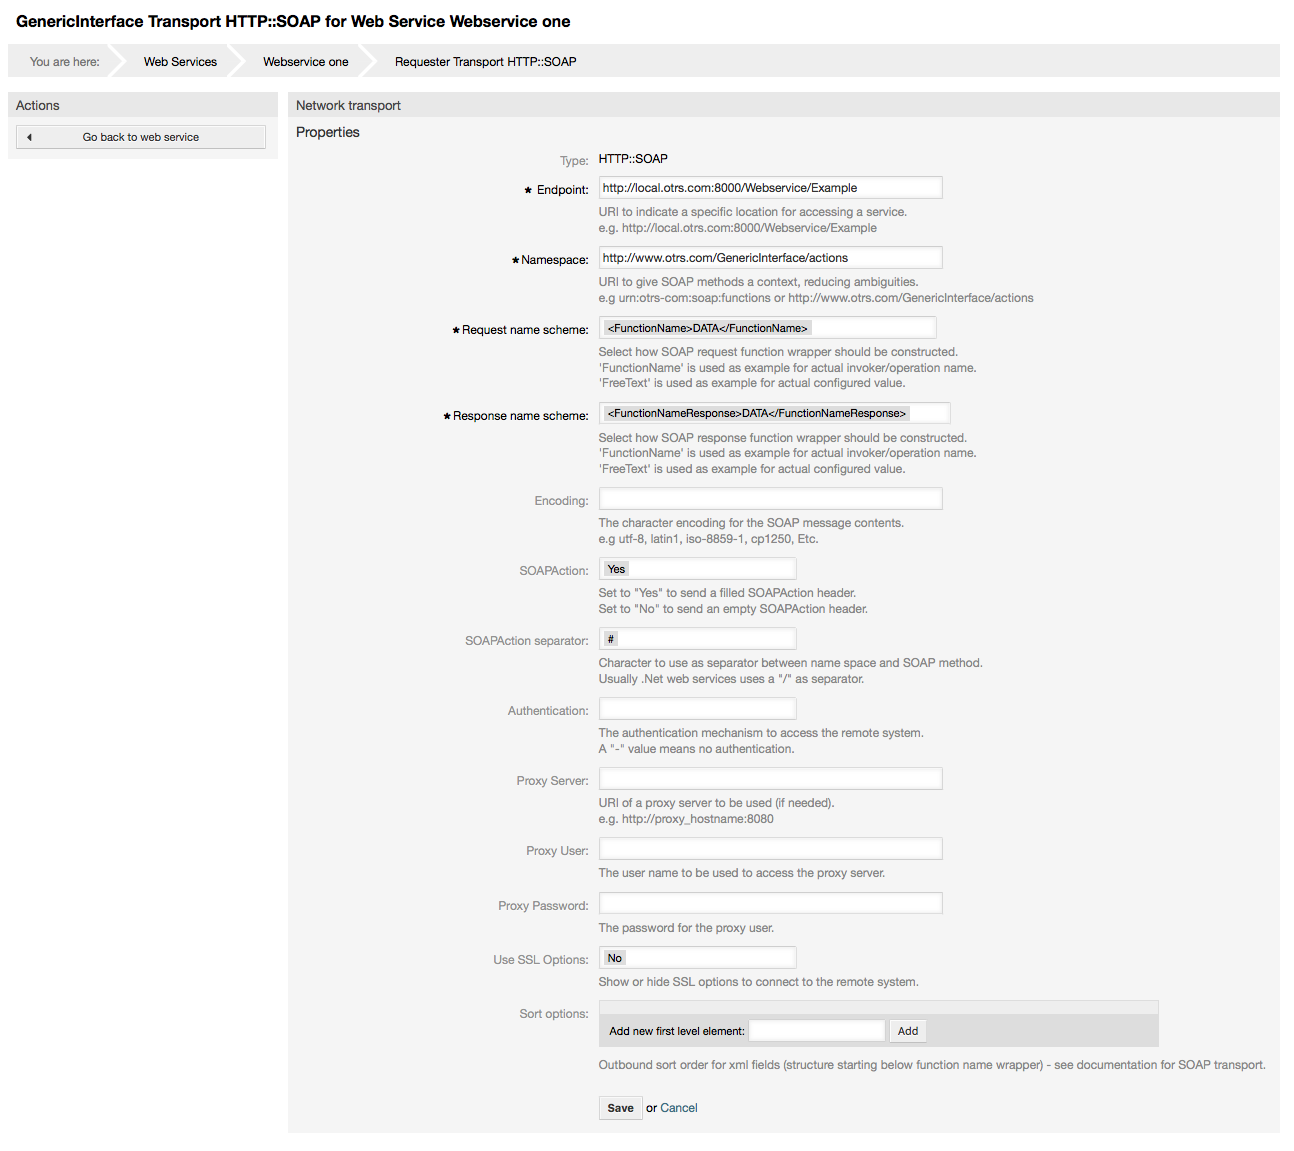 GenericInterface Transport HTTP::SOAP for Web Service Webservice one
You are here: Web Services Webservice one Requester Transport HTTP::SOAP
Actions
Go back to web service
Network transport
Properties
Type: HTTP::SOAP
* Endpoint: http://local.otrs.com:8000/Webservice/Example
URI to indicate a specific location for accessing a service.
e.g. http://local.otrs.com:8000/Webservice/Example
* Namespace: http://www.otrs.com/GenericInterface/actions
URI to give SOAP methods a context, reducing ambiguities.
e.g urn:otrs-com:soap:functions or http://www.otrs.com/GenericInterface/actions
* Request name scheme: <FunctionName>DATA</FunctionName>
Select how SOAP request function wrapper should be constructed.
'FunctionName' is used as example for actual invoker/operation name.
'FreeText' is used as example for actual configured value.
* Response name scheme: <FunctionNameResponse>DATA</FunctionNameResponse>
Select how SOAP response function wrapper should be constructed.
'FunctionName' is used as example for actual invoker/operation name.
'FreeText' is used as example for actual configured value.
Encoding:
The character encoding for the SOAP message contents.
e.g utf-8, latin1, iso-8859-1, cp1250, Etc.
SOAPAction: Yes
Set to "Yes" to send a filled SOAPAction header.
Set to "No" to send an empty SOAPAction header.
SOAPAction separator: #
Character to use as separator between name space and SOAP method.
Usually .Net web services uses a "/" as separator.
Authentication:
The authentication mechanism to access the remote system.
A "-" value means no authentication.
Proxy Server:
URI of a proxy server to be used (if needed).
e.g. http://proxy_hostname:8080
Proxy User:
The user name to be used to access the proxy server.
Proxy Password:
The password for the proxy user.
Use SSL Options: No
Show or hide SSL options to connect to the remote system.
Sort options:
Add new first level element: Add
Outbound sort order for xml fields (structure starting below function name wrapper) - see documentation for SOAP transport.
Save or Cancel